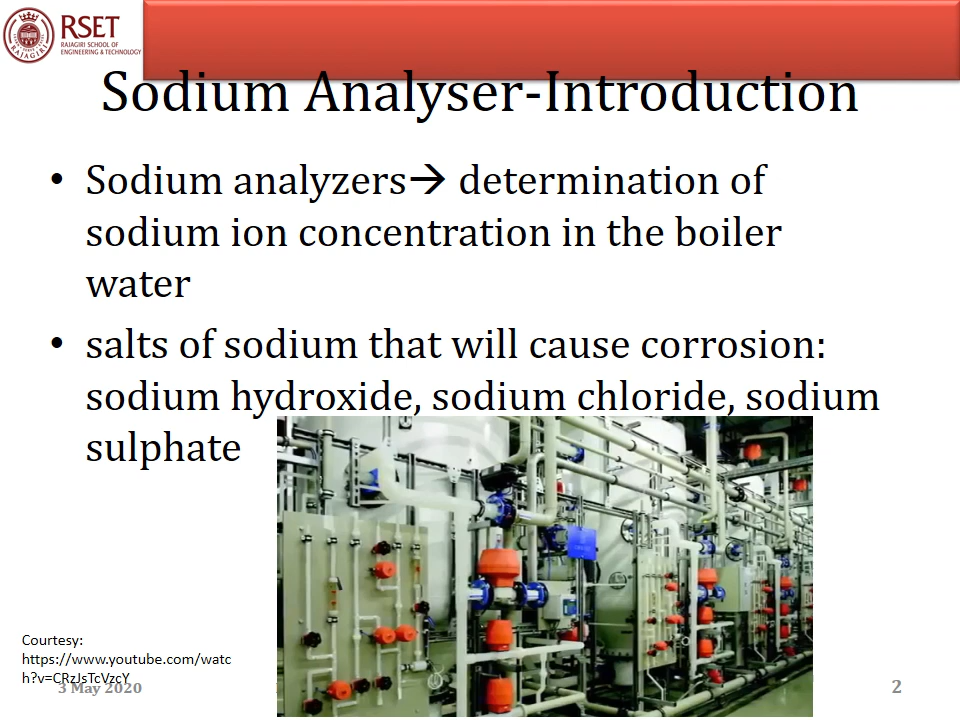 RSET
RAJAGIRI SCHOOL OF
ENGINEERING & TECHNOLOGY
RAJAGIRI
Sodium Analyser-Introduction
• Sodium analyzers→ determination of
sodium ion concentration in the boiler
water
• salts of sodium that will cause corrosion:
sodium hydroxide, sodium chloride, sodium
sulphate
Courtesy:
https://www.youtube.com/watc
h?v=CRzJsTcVzcY
3 May 2020
2